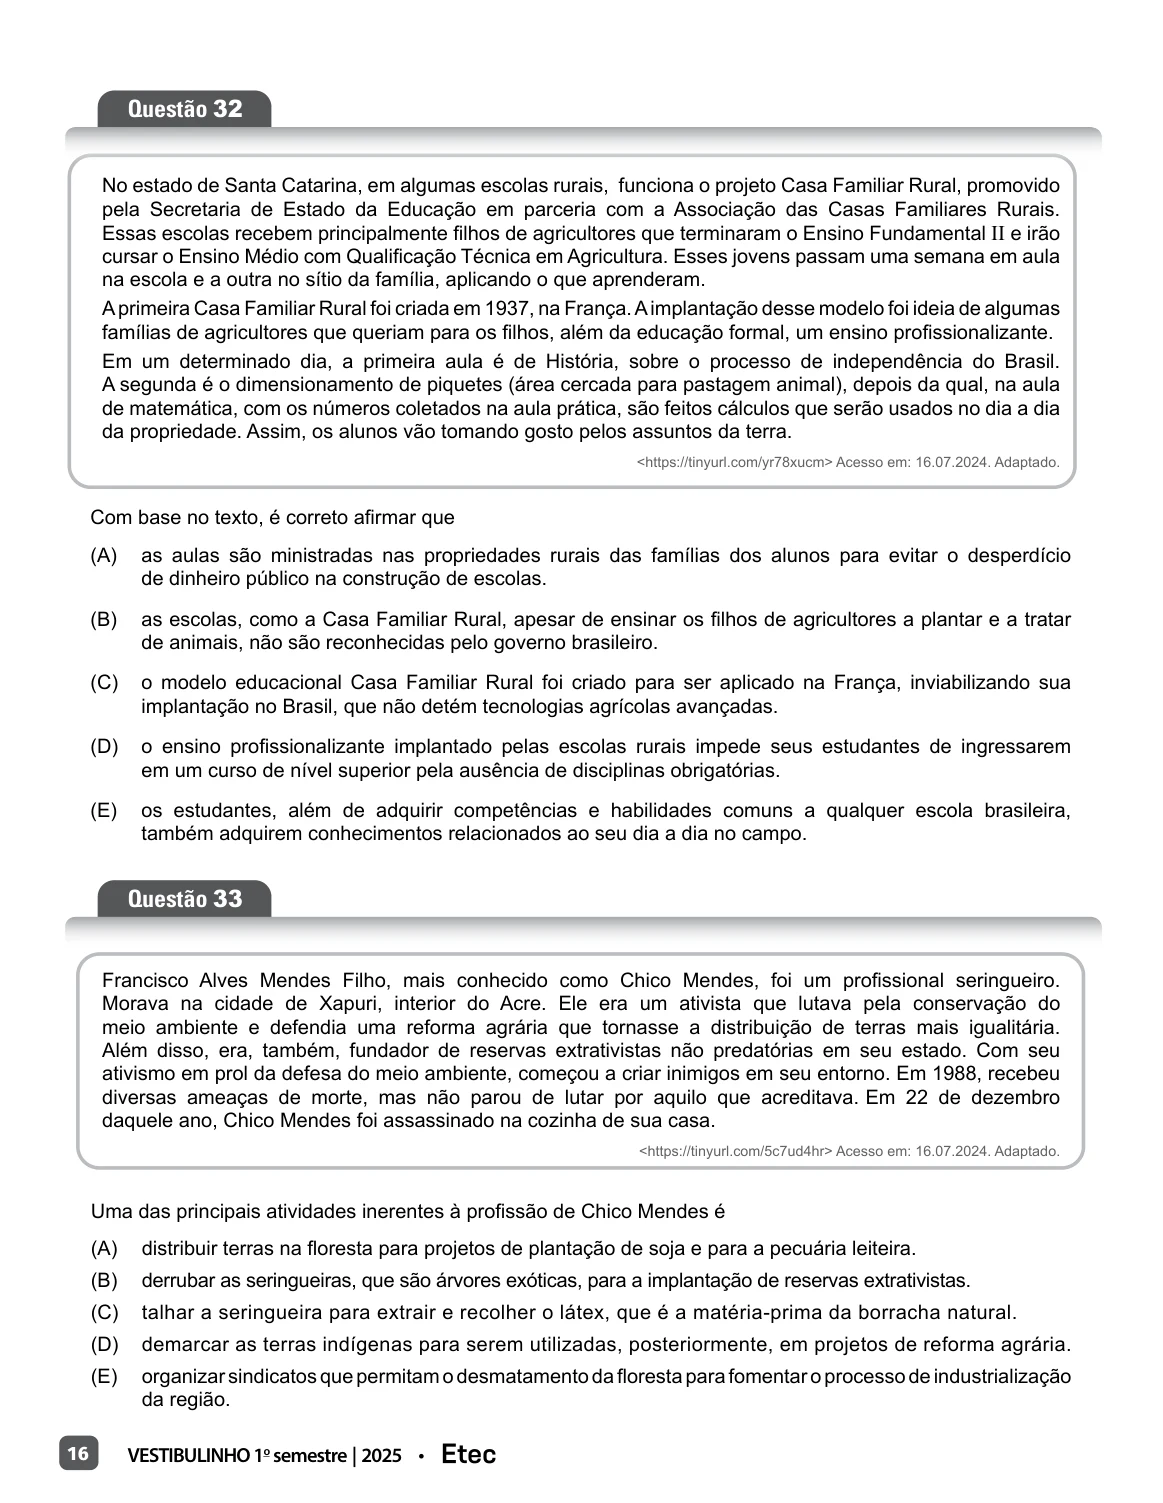 Questão 32
No estado de Santa Catarina, em algumas escolas rurais, funciona o projeto Casa Familiar Rural, promovido
pela Secretaria de Estado da Educação em parceria com a Associação das Casas Familiares Rurais.
Essas escolas recebem principalmente filhos de agricultores que terminaram o Ensino Fundamental II e irão
cursar o Ensino Médio com Qualificação Técnica em Agricultura. Esses jovens passam uma semana em aula
na escola e a outra no sítio da família, aplicando o que aprenderam.
A primeira Casa Familiar Rural foi criada em 1937, na França. A implantação desse modelo foi ideia de algumas
famílias de agricultores que queriam para os filhos, além da educação formal, um ensino profissionalizante.
Em um determinado dia, a primeira aula é de História, sobre o processo de independência do Brasil.
A segunda é o dimensionamento de piquetes (área cercada para pastagem animal), depois da qual, na aula
de matemática, com os números coletados na aula prática, são feitos cálculos que serão usados no dia a dia
da propriedade. Assim, os alunos vão tomando gosto pelos assuntos da terra.
<https://tinyurl.com/yr78xucm> Acesso em: 16.07.2024. Adaptado.
Com base no texto, é correto afirmar que
(A) as aulas são ministradas nas propriedades rurais das famílias dos alunos para evitar o desperdício
de dinheiro público na construção de escolas.
(B) as escolas, como a Casa Familiar Rural, apesar de ensinar os filhos de agricultores a plantar e a tratar
de animais, não são reconhecidas pelo governo brasileiro.
(C) o modelo educacional Casa Familiar Rural foi criado para ser aplicado na França, inviabilizando sua
implantação no Brasil, que não detém tecnologias agrícolas avançadas.
(D) o ensino profissionalizante implantado pelas escolas rurais impede seus estudantes de ingressarem
em um curso de nível superior pela ausência de disciplinas obrigatórias.
(E) os estudantes, além de adquirir competências e habilidades comuns a qualquer escola brasileira,
também adquirem conhecimentos relacionados ao seu dia a dia no campo.
Questão 33
Francisco Alves Mendes Filho, mais conhecido como Chico Mendes, foi um profissional seringueiro.
Morava na cidade de Xapuri, interior do Acre. Ele era um ativista que lutava pela conservação do
meio ambiente e defendia uma reforma agrária que tornasse a distribuição de terras mais igualitária.
Além disso, era, também, fundador de reservas extrativistas não predatórias em seu estado. Com seu
ativismo em prol da defesa do meio ambiente, começou a criar inimigos em seu entorno. Em 1988, recebeu
diversas ameaças de morte, mas não parou de lutar por aquilo que acreditava. Em 22 de dezembro
daquele ano, Chico Mendes foi assassinado na cozinha de sua casa.
<https://tinyurl.com/5c7ud4hr> Acesso em: 16.07.2024. Adaptado.
Uma das principais atividades inerentes à profissão de Chico Mendes é
(A) distribuir terras na floresta para projetos de plantação de soja e para a pecuária leiteira.
(B) derrubar as seringueiras, que são árvores exóticas, para a implantação de reservas extrativistas.
(C) talhar a seringueira para extrair e recolher o látex, que é a matéria-prima da borracha natural.
(D) demarcar as terras indígenas para serem utilizadas, posteriormente, em projetos de reforma agrária.
(E) organizar sindicatos que permitam o desmatamento da floresta para fomentar o processo de industrialização
da região.
16 VESTIBULINHO 1º semestre | 2025 • Etec